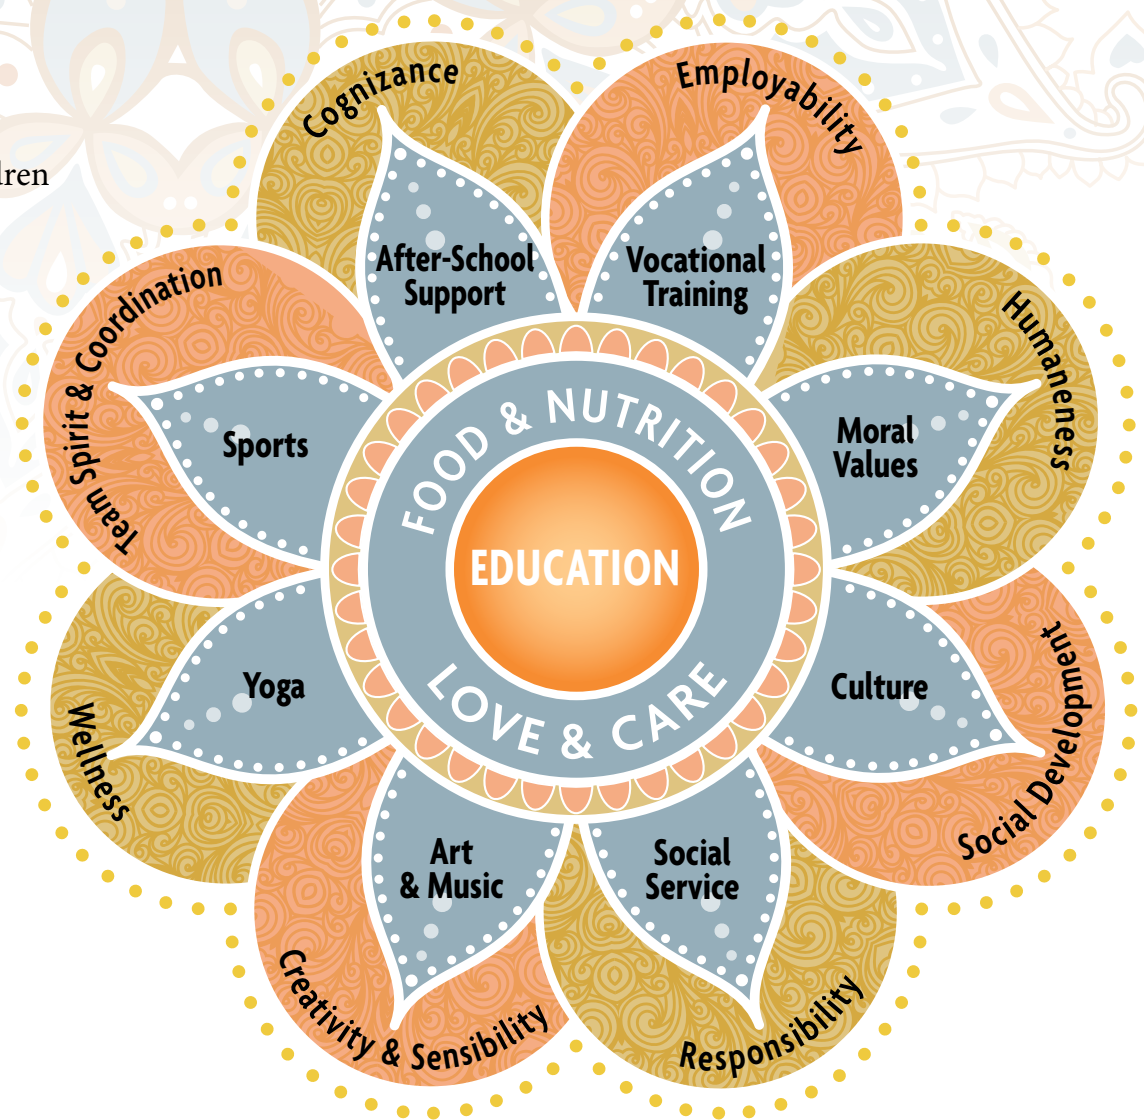 dren
Cognizance
Employability
After-School
Support
Vocational
Training
Humaneness
Moral
Values
Social Development
Culture
Responsibility
Social
Service
Creativity & Sensibility
Art
& Music
Wellness
Yoga
Team Spirit & Coordination
Sports
FOOD & NUTRITION
EDUCATION
LOVE & CARE